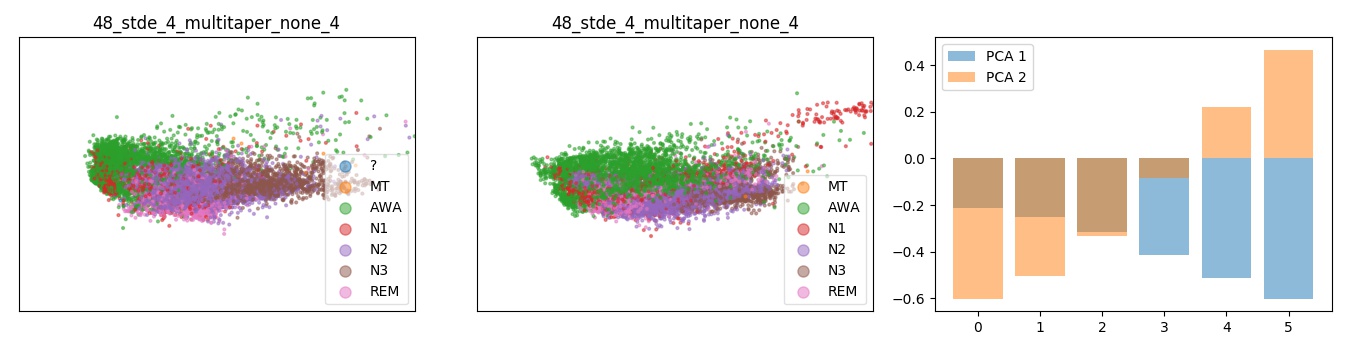 48_stde_4_multitaper_none_4
?
MT
AWA
N1
N2
N3
REM
48_stde_4_multitaper_none_4
MT
AWA
N1
N2
N3
REM
PCA 1
PCA 2
0.4
0.2
0.0
−0.2
−0.4
−0.6
0 1 2 3 4 5